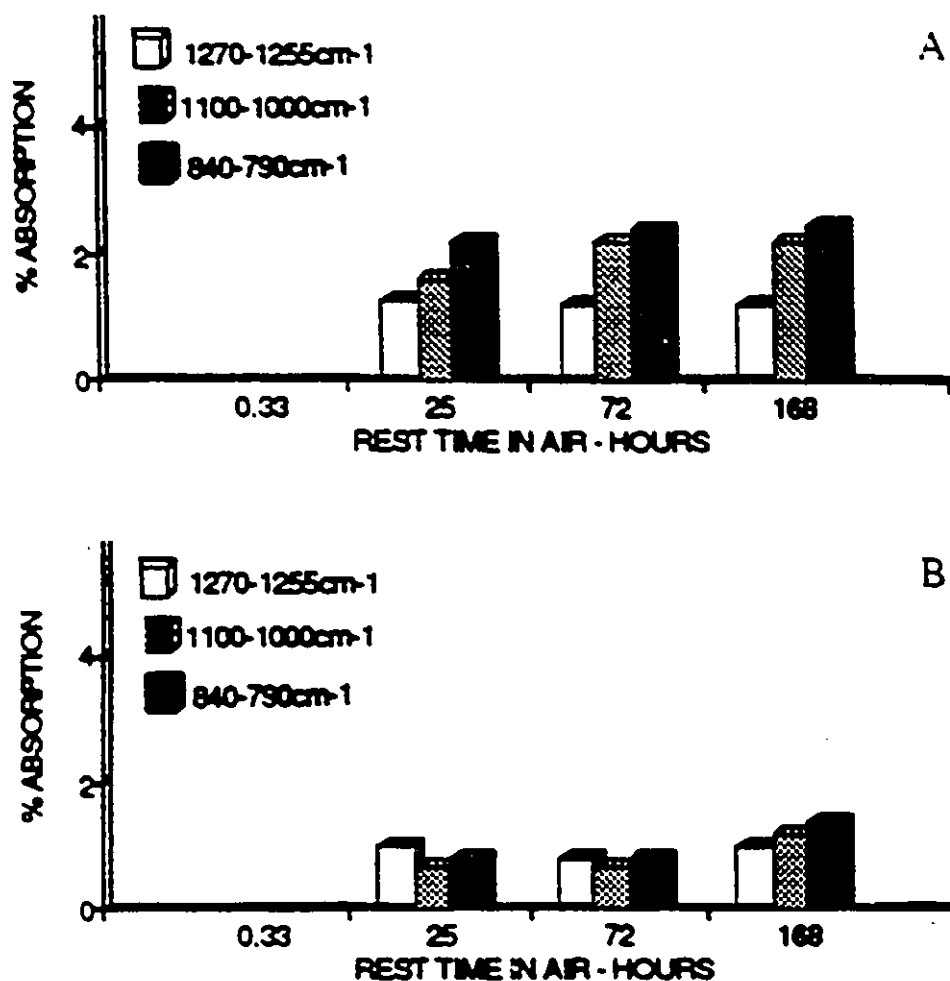 A
1270-1255cm-1
1100-1000cm-1
840-790cm-1
% ABSORPTION
4
2
0
0.33 25 72 168
REST TIME IN AIR - HOURS
B
1270-1255cm-1
1100-1000cm-1
840-790cm-1
% ABSORPTION
4
2
0
0.33 25 72 168
REST TIME IN AIR - HOURS